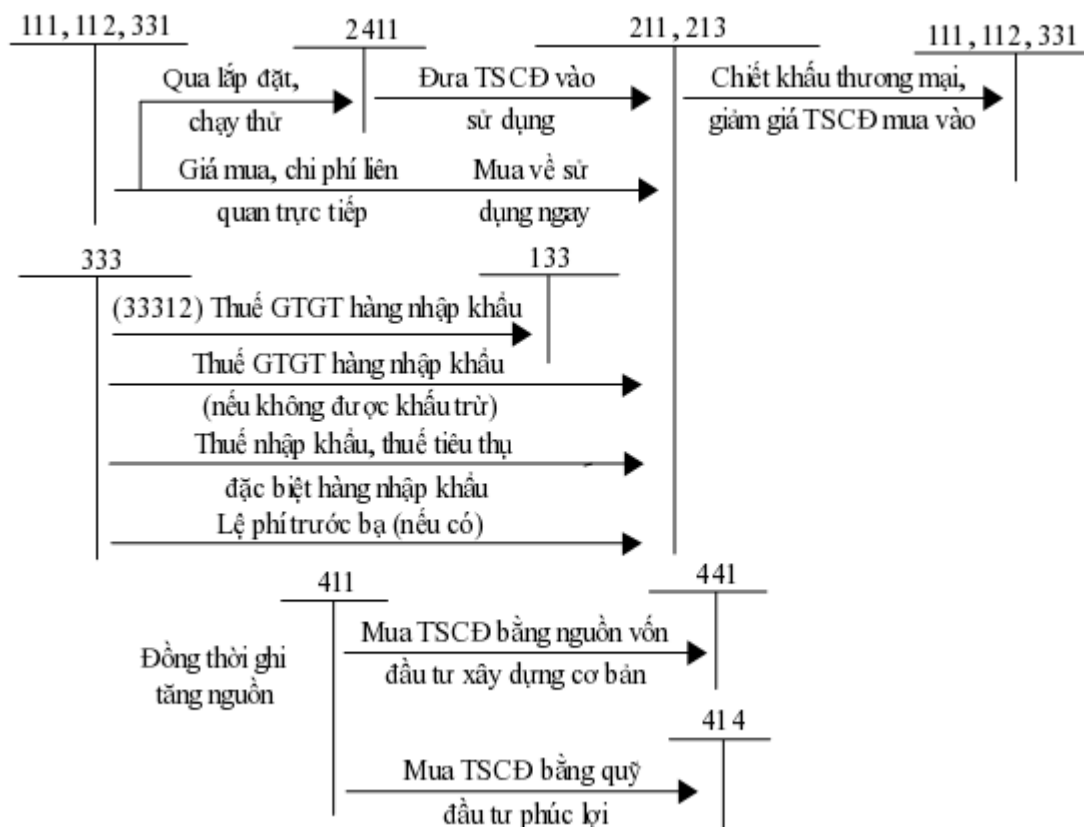 111, 112, 331
2411
211, 213
111, 112, 331
Qua lắp đặt,
chạy thử
Đưa TSCĐ vào
sử dụng
Chiết khấu thương mại,
giảm giá TSCĐ mua vào
Giá mua, chi phí liên
quan trực tiếp
Mua về sử
dụng ngay
333
133
(33312) Thuế GTGT hàng nhập khẩu
Thuế GTGT hàng nhập khẩu
(nếu không được khấu trừ)
Thuế nhập khẩu, thuế tiêu thụ
đặc biệt hàng nhập khẩu
Lệ phí trước bạ (nếu có)
411
441
Đồng thời ghi
tăng nguồn
Mua TSCĐ bằng nguồn vốn
đầu tư xây dựng cơ bản
414
Mua TSCĐ bằng quỹ
đầu tư phúc lợi